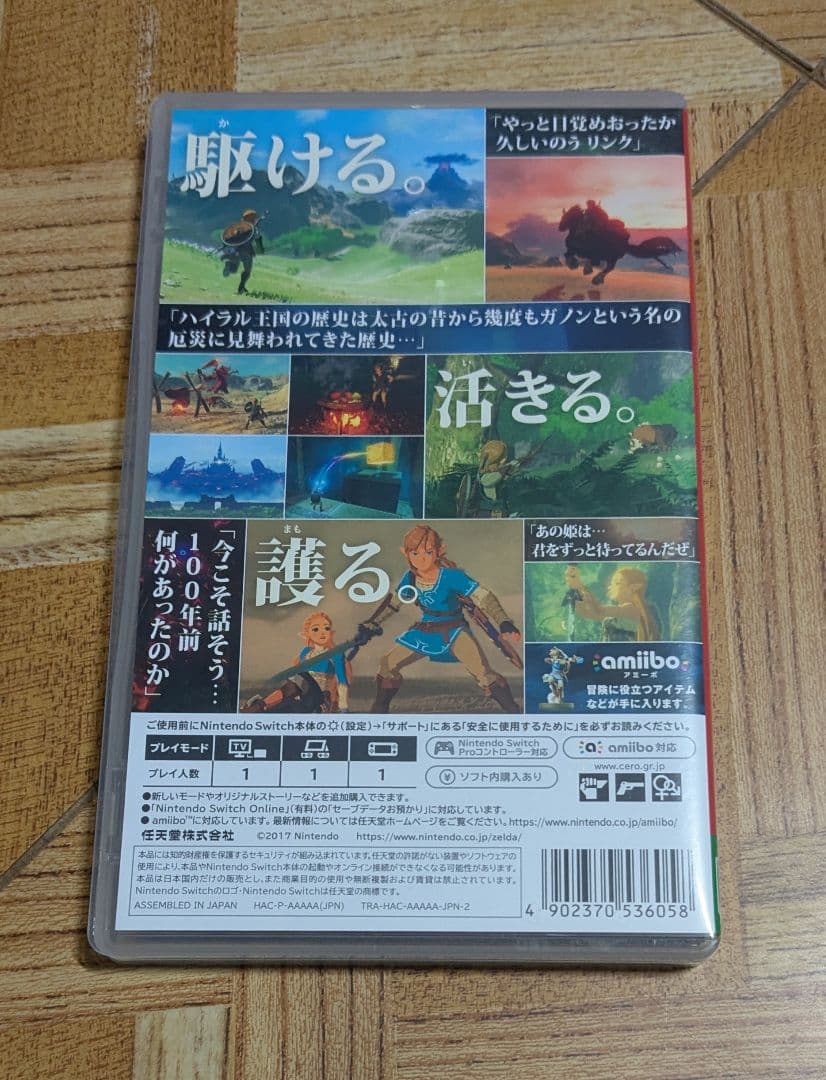 か
駆ける。
「やっと目覚めおったか
久しいのう リンク」
「ハイラル王国の歴史は太古の昔から幾度もガノンという名の
厄災に見舞われてきた歴史…」
活きる。
「今こそ話そう…
１００年前
何があったのか」
まも
護る。
「あの姫は…
君をずっと待ってるんだぜ」
amiibo
アミーボ
冒険に役立つアイテム
などが手に入ります。
ご使用前にNintendo Switch本体の(設定)→「サポート」にある「安全に使用するために」を必ずお読みください。
プレイモード
TV
プレイ人数
1
1
1
Nintendo Switch
Proコントローラー対応
amiibo対応
ソフト内購入あり
www.cero.gr.jp
●新しいモードやオリジナルストーリーなどを追加購入できます。
●「Nintendo Switch Online」(有料)の「セーブデータお預かり」に対応しています。
● amiibo™に対応しています。最新情報については任天堂ホームページをご覧ください。https://www.nintendo.co.jp/amiibo/
任天堂株式会社 ©2017 Nintendo https://www.nintendo.co.jp/zelda/
本品には知的財産権を保護するセキュリティが組み込まれています。任天堂の許諾がない装置やソフトウェアの
使用により、本品やNintendo Switch本体の起動やオンライン接続ができなくなる可能性があります。
本品は日本国内だけの販売とし、また商業目的の使用や無断複製および賃貸は禁止されています。
Nintendo Switchのロゴ・Nintendo Switchは任天堂の商標です。
ASSEMBLED IN JAPAN HAC-P-AAAAA(JPN) TRA-HAC-AAAAA-JPN-2
4 902370 536058